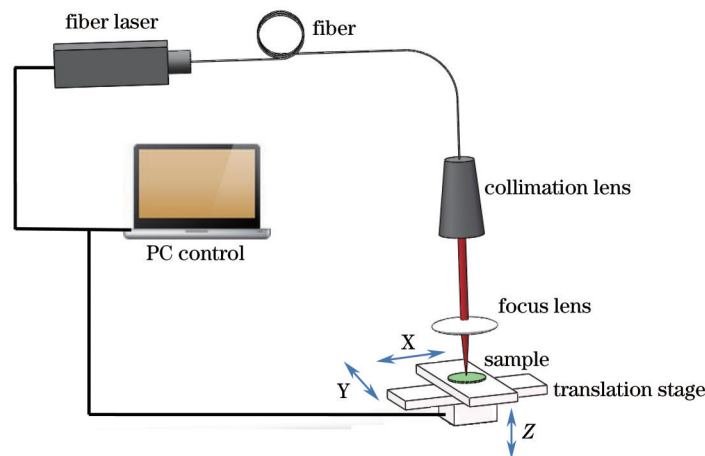 fiber laser
fiber
collimation lens
PC control
focus lens
X
sample
Y
translation stage
Z